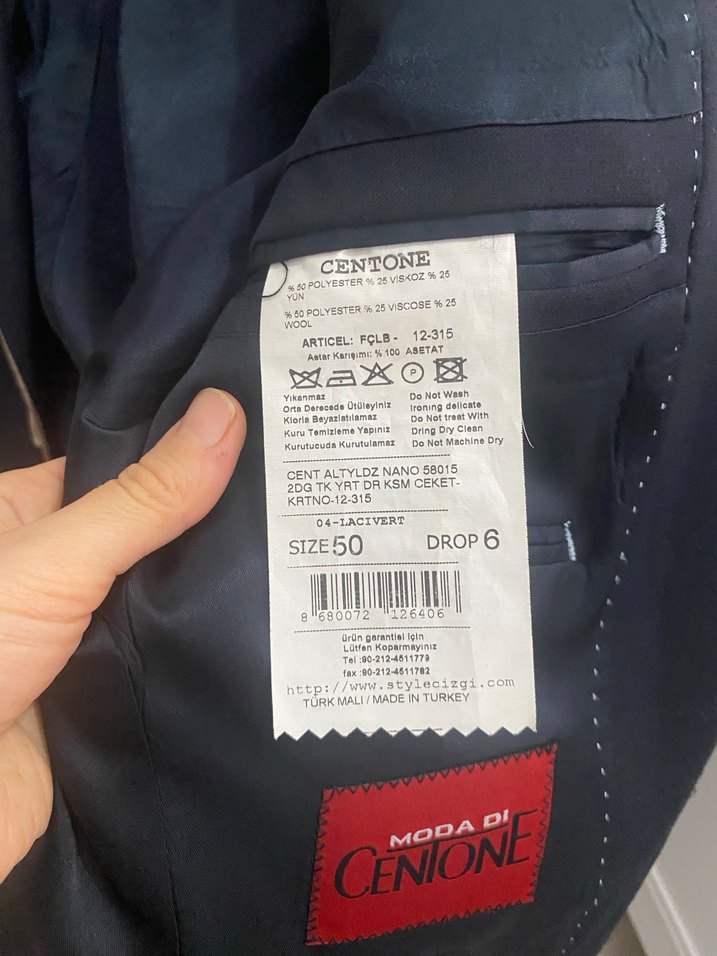 CENTONE
% 50 POLYESTER % 25 VİSKOZ % 25
YÜN
% 50 POLYESTER % 25 VISCOSE % 25
WOOL
ARTICEL: FÇLB - 12-315
Astar Karışımı: % 100 ASETAT
P
Yıkanmaz Do Not Wash
Orta Derecede Ütüleyiniz Ironing delicate
Klorla Beyazlatılamaz Do Not treat With
Kuru Temizleme Yapınız Dring Dry Clean
Kurutucuda Kurutulamaz Do Not Machine Dry
CENT ALTYLDZ NANO 58015
2DG TK YRT DR KSM CEKET-
KRTNO-12-315
04-LACIVERT
SIZE 50 DROP 6
8 680072 126406
ürün garantisi için
Lütfen Koparmayınız
Tel :90-212-4511779
fax :90-212-4511782
http://www.stylecizgi.com
TÜRK MALI / MADE IN TURKEY
MODA DI
CENTONE